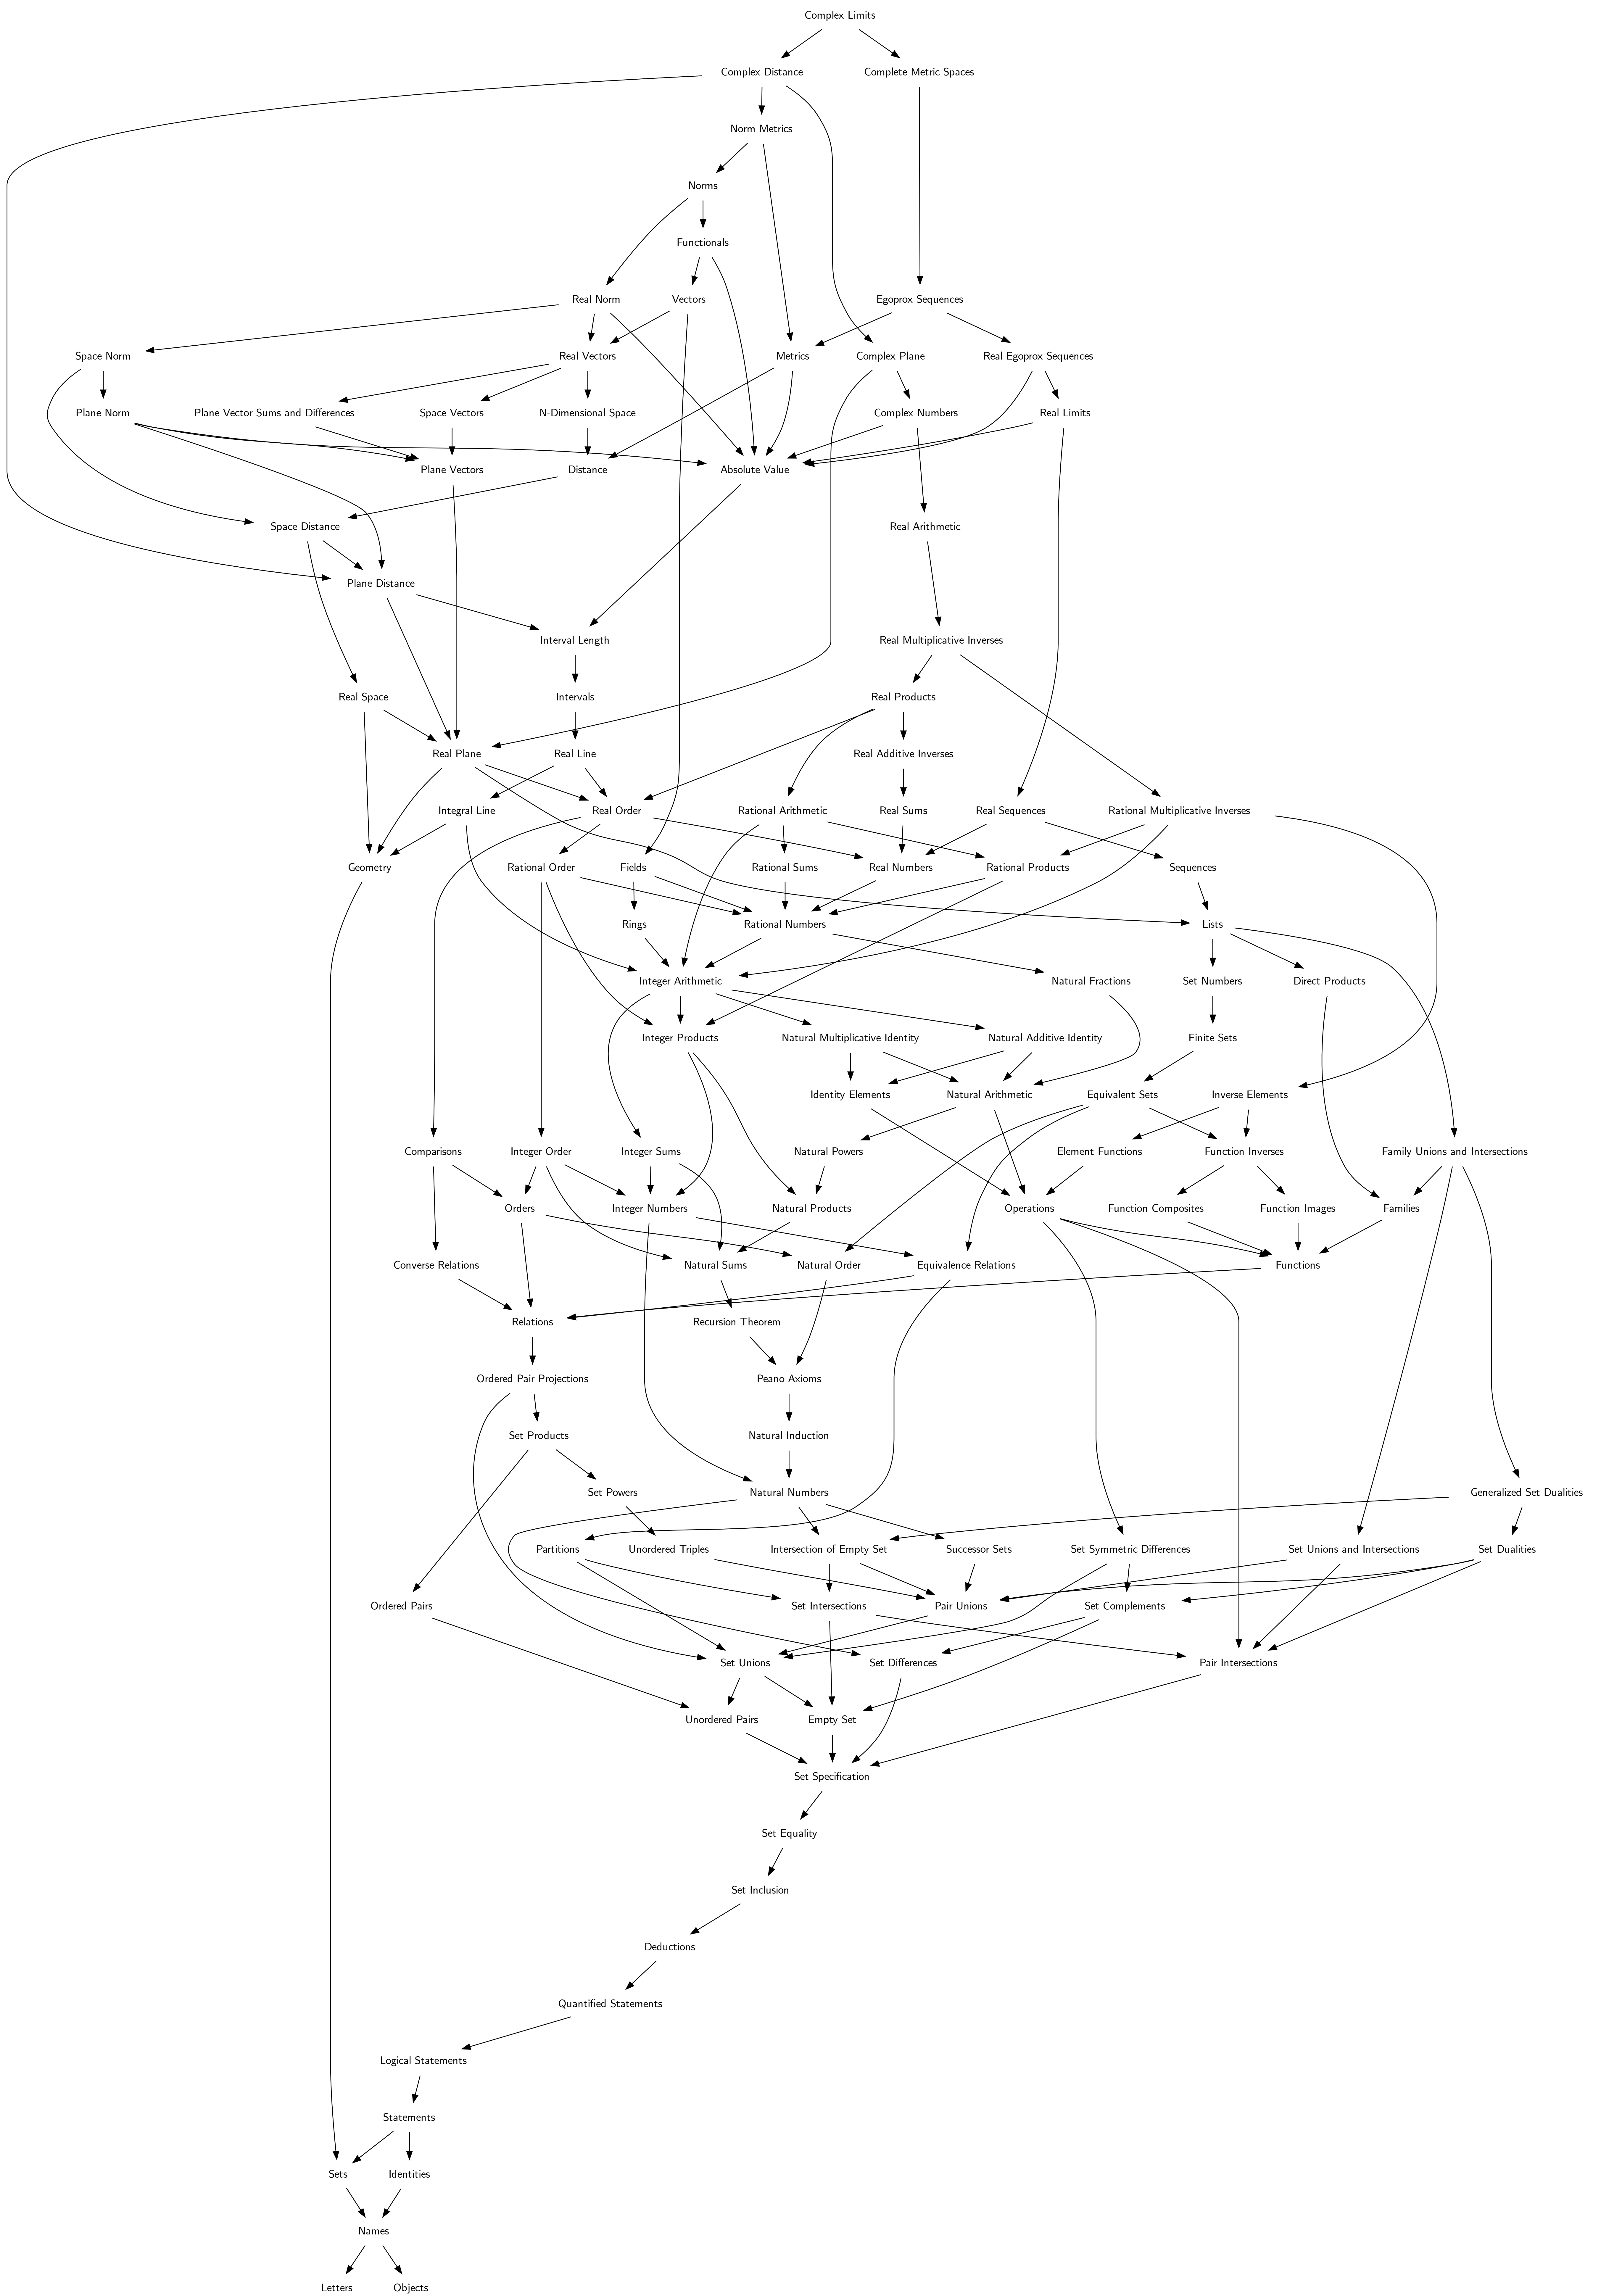 Complex Limits
Complex Distance
Complete Metric Spaces
Norm Metrics
Norms
Functionals
Real Norm
Vectors
Egoprox Sequences
Space Norm
Real Vectors
Metrics
Complex Plane
Real Egoprox Sequences
Plane Norm
Plane Vector Sums and Differences
Space Vectors
N-Dimensional Space
Complex Numbers
Real Limits
Plane Vectors
Distance
Absolute Value
Space Distance
Real Arithmetic
Plane Distance
Interval Length
Real Multiplicative Inverses
Real Space
Intervals
Real Products
Real Plane
Real Line
Real Additive Inverses
Integral Line
Real Order
Rational Arithmetic
Real Sums
Real Sequences
Rational Multiplicative Inverses
Geometry
Rational Order
Fields
Rational Sums
Real Numbers
Rational Products
Sequences
Rings
Rational Numbers
Lists
Integer Arithmetic
Natural Fractions
Set Numbers
Direct Products
Integer Products
Natural Multiplicative Identity
Natural Additive Identity
Finite Sets
Identity Elements
Natural Arithmetic
Equivalent Sets
Inverse Elements
Comparisons
Integer Order
Integer Sums
Natural Powers
Element Functions
Function Inverses
Family Unions and Intersections
Orders
Integer Numbers
Natural Products
Operations
Function Composites
Function Images
Families
Converse Relations
Natural Sums
Natural Order
Equivalence Relations
Functions
Relations
Recursion Theorem
Ordered Pair Projections
Peano Axioms
Set Products
Natural Induction
Set Powers
Natural Numbers
Generalized Set Dualities
Partitions
Unordered Triples
Intersection of Empty Set
Successor Sets
Set Symmetric Differences
Set Unions and Intersections
Set Dualities
Ordered Pairs
Set Intersections
Pair Unions
Set Complements
Set Unions
Set Differences
Pair Intersections
Unordered Pairs
Empty Set
Set Specification
Set Equality
Set Inclusion
Deductions
Quantified Statements
Logical Statements
Statements
Sets
Identities
Names
Letters
Objects